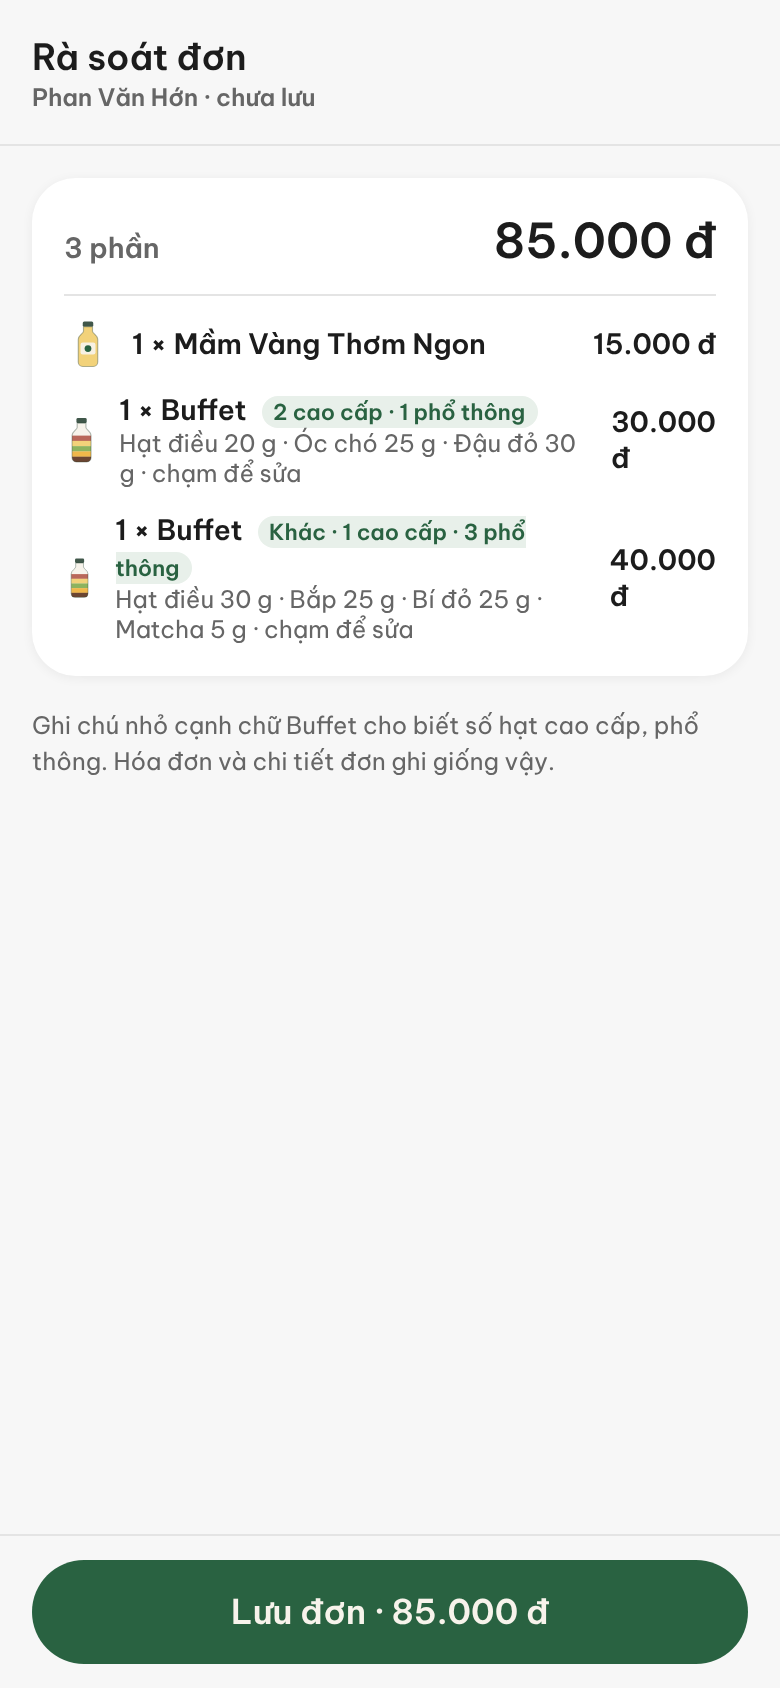 Rà soát đơn
Phan Văn Hớn · chưa lưu
3 phần
85.000 đ
1 × Mầm Vàng Thơm Ngon
15.000 đ
1 × Buffet 2 cao cấp · 1 phổ thông
Hạt điều 20 g · Óc chó 25 g · Đậu đỏ 30
g · chạm để sửa
30.000
đ
1 × Buffet Khác · 1 cao cấp · 3 phổ
thông
Hạt điều 30 g · Bắp 25 g · Bí đỏ 25 g ·
Matcha 5 g · chạm để sửa
40.000
đ
Ghi chú nhỏ cạnh chữ Buffet cho biết số hạt cao cấp, phổ
thông. Hóa đơn và chi tiết đơn ghi giống vậy.
Lưu đơn · 85.000 đ